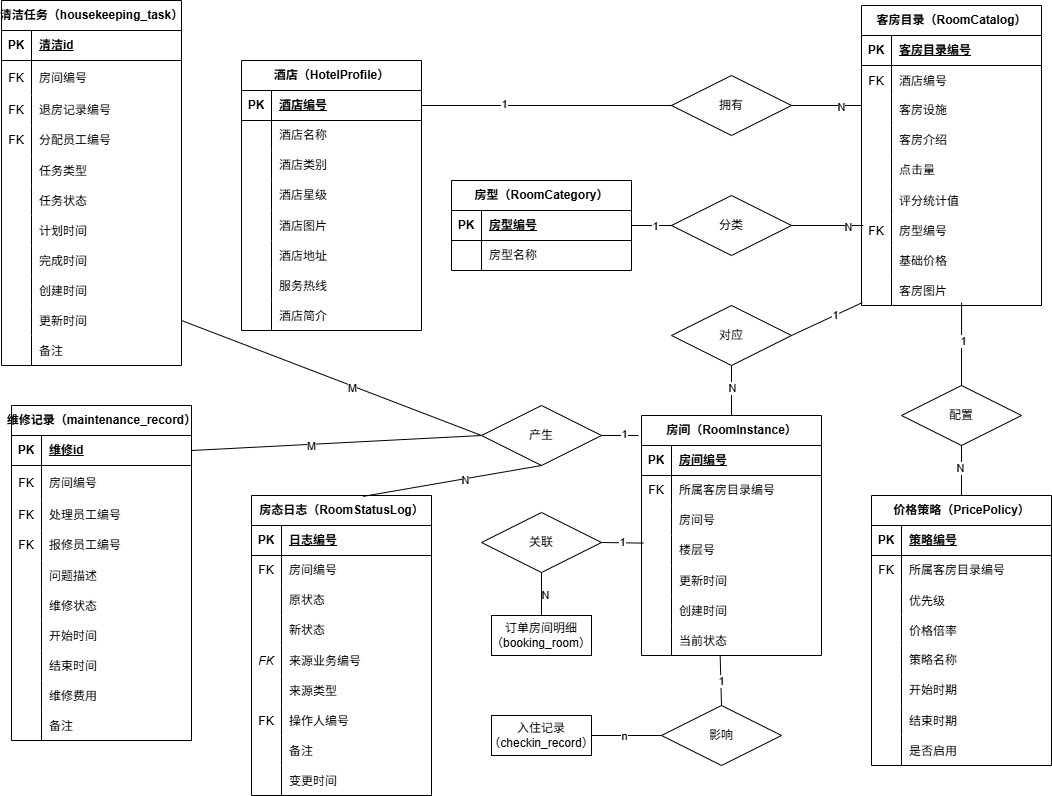 清洁任务（housekeeping_task）
PK 清洁id
FK 房间编号
FK 退房记录编号
FK 分配员工编号
任务类型
任务状态
计划时间
完成时间
创建时间
更新时间
备注
酒店（HotelProfile）
PK 酒店编号
酒店名称
酒店类别
酒店星级
酒店图片
酒店地址
服务热线
酒店简介
1
拥有
N
房型（RoomCategory）
PK 房型编号
房型名称
1
分类
N
客房目录（RoomCatalog）
PK 客房目录编号
FK 酒店编号
客房设施
客房介绍
点击量
评分统计值
FK 房型编号
基础价格
客房图片
对应
1
N
1
配置
N
维修记录（maintenance_record）
PK 维修id
FK 房间编号
FK 处理员工编号
FK 报修员工编号
问题描述
维修状态
开始时间
结束时间
维修费用
备注
M
M
产生
1
N
房态日志（RoomStatusLog）
PK 日志编号
FK 房间编号
原状态
新状态
FK 来源业务编号
来源类型
FK 操作人编号
备注
变更时间
房间（RoomInstance）
PK 房间编号
FK 所属客房目录编号
房间号
楼层号
更新时间
创建时间
当前状态
关联
1
N
订单房间明细
（booking_room）
1
影响
n
入住记录
（checkin_record）
价格策略（PricePolicy）
PK 策略编号
FK 所属客房目录编号
优先级
价格倍率
策略名称
开始时期
结束时期
是否启用